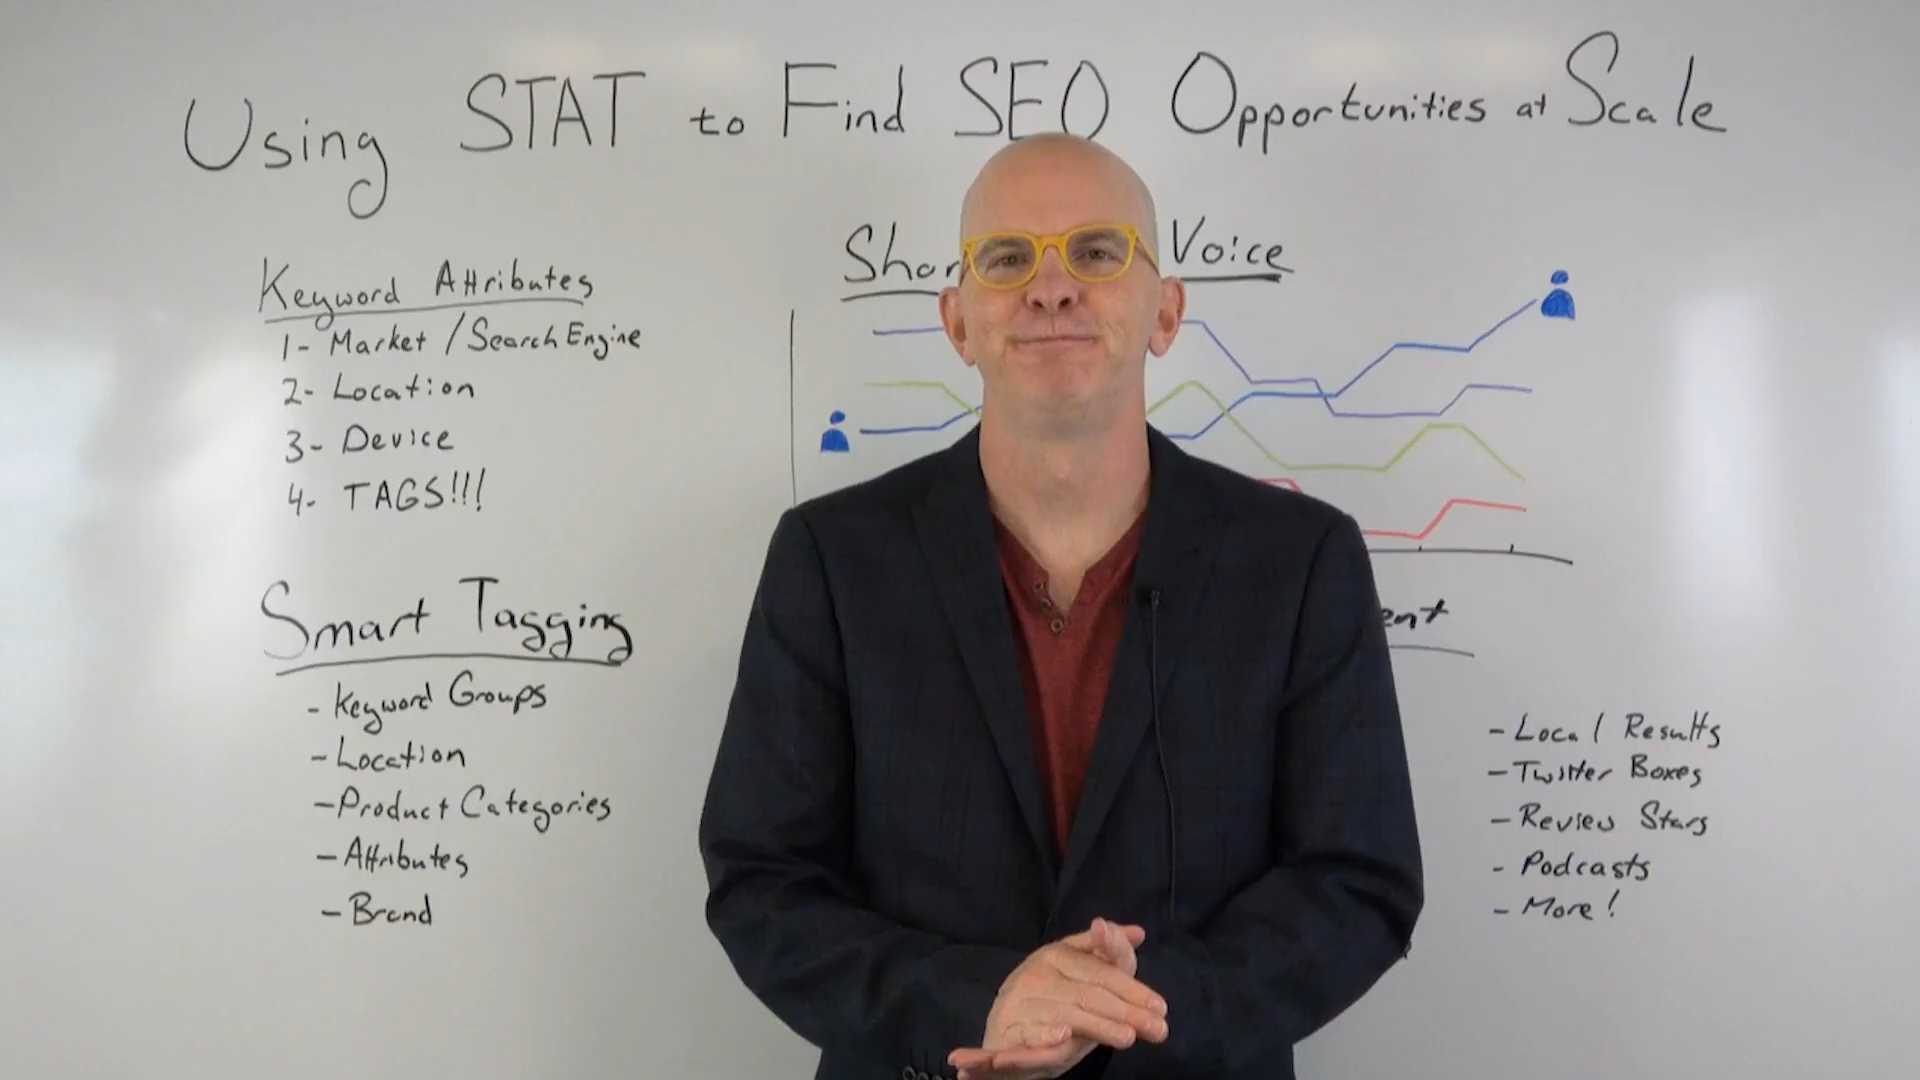 Using STAT to Find SEO Opportunities at Scale
Keyword Attributes
1- Market / Search Engine
2- Location
3- Device
4- TAGS!!!
Smart Tagging
- Keyword Groups
- Location
- Product Categories
- Attributes
- Brand
Voice
- Local Results
- Twitter Boxes
- Review Stars
- Podcasts
- More!